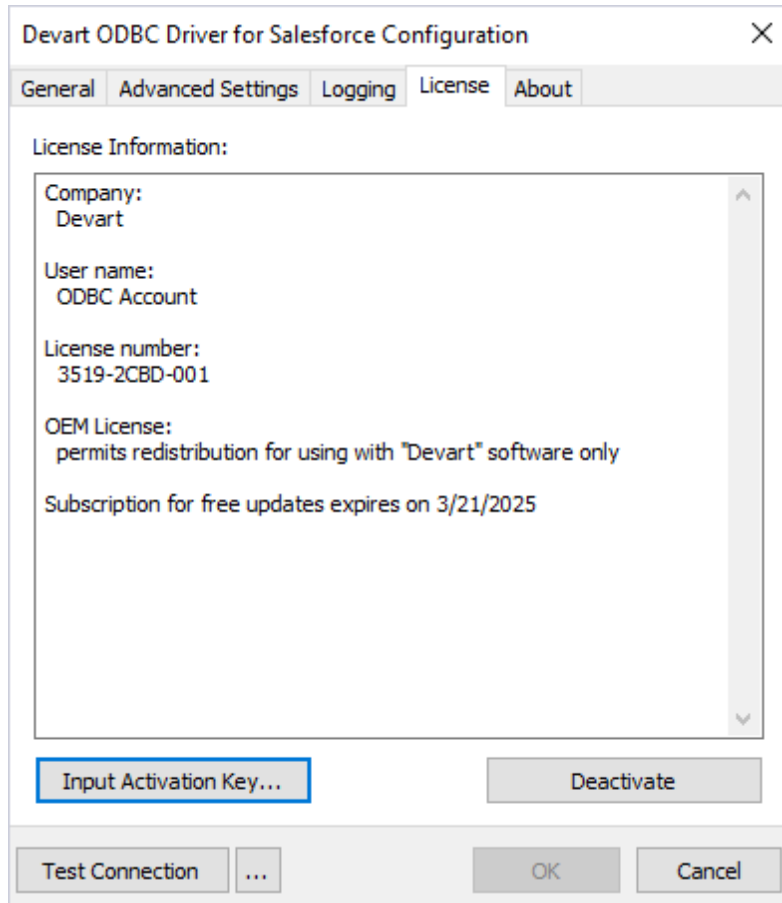 Devart ODBC Driver for Salesforce Configuration
General Advanced Settings Logging License About
License Information:
Company:
Devart
User name:
ODBC Account
License number:
3519-2CBD-001
OEM License:
permits redistribution for using with "Devart" software only
Subscription for free updates expires on 3/21/2025
Input Activation Key... Deactivate
Test Connection ... OK Cancel